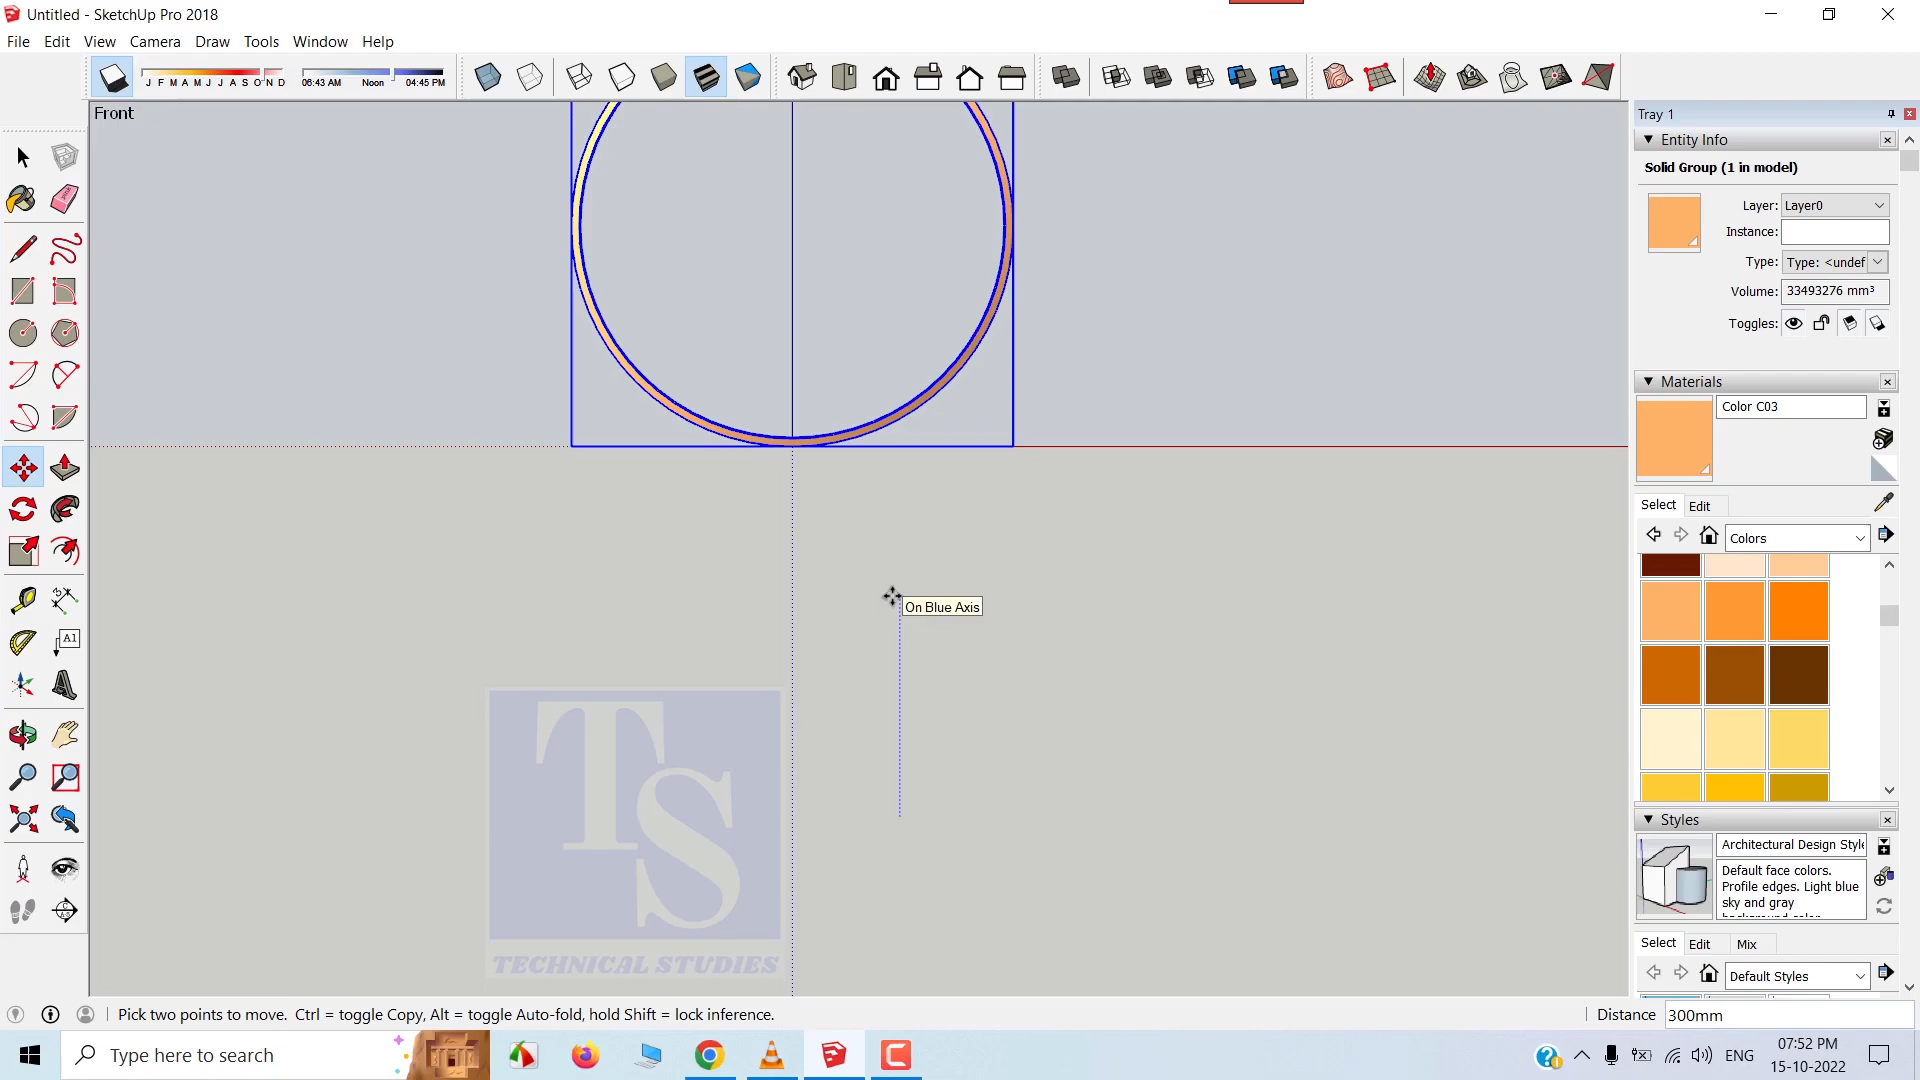 Untitled - SketchUp Pro 2018
File Edit View Camera Draw Tools Window Help
J F M A M J J A S O N D
06:43 AM Noon 04:45 PM
Front
Tray 1
Entity Info
Solid Group (1 in model)
Layer: Layer0
Instance:
Type: Type: <undef
Volume: 33493276 mm³
Toggles:
Materials
Color C03
Select Edit
Colors
On Blue Axis
A1
TS
TECHNICAL STUDIES
Styles
Architectural Design Style
Default face colors.
Profile edges. Light blue
sky and gray
background color.
Select Edit Mix
Default Styles
Pick two points to move. Ctrl = toggle Copy, Alt = toggle Auto-fold, hold Shift = lock inference.
Distance 300mm
Type here to search
ENG
07:52 PM
15-10-2022